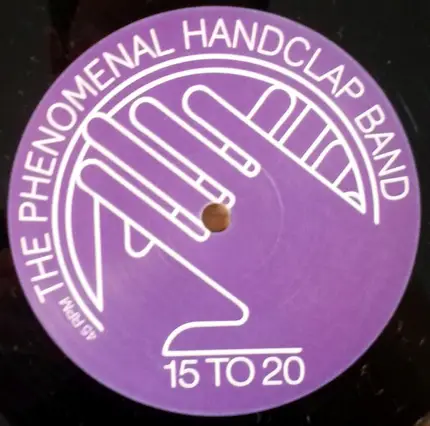 THE PHENOMENAL HANDCLAP BAND
45 RPM
15 TO 20